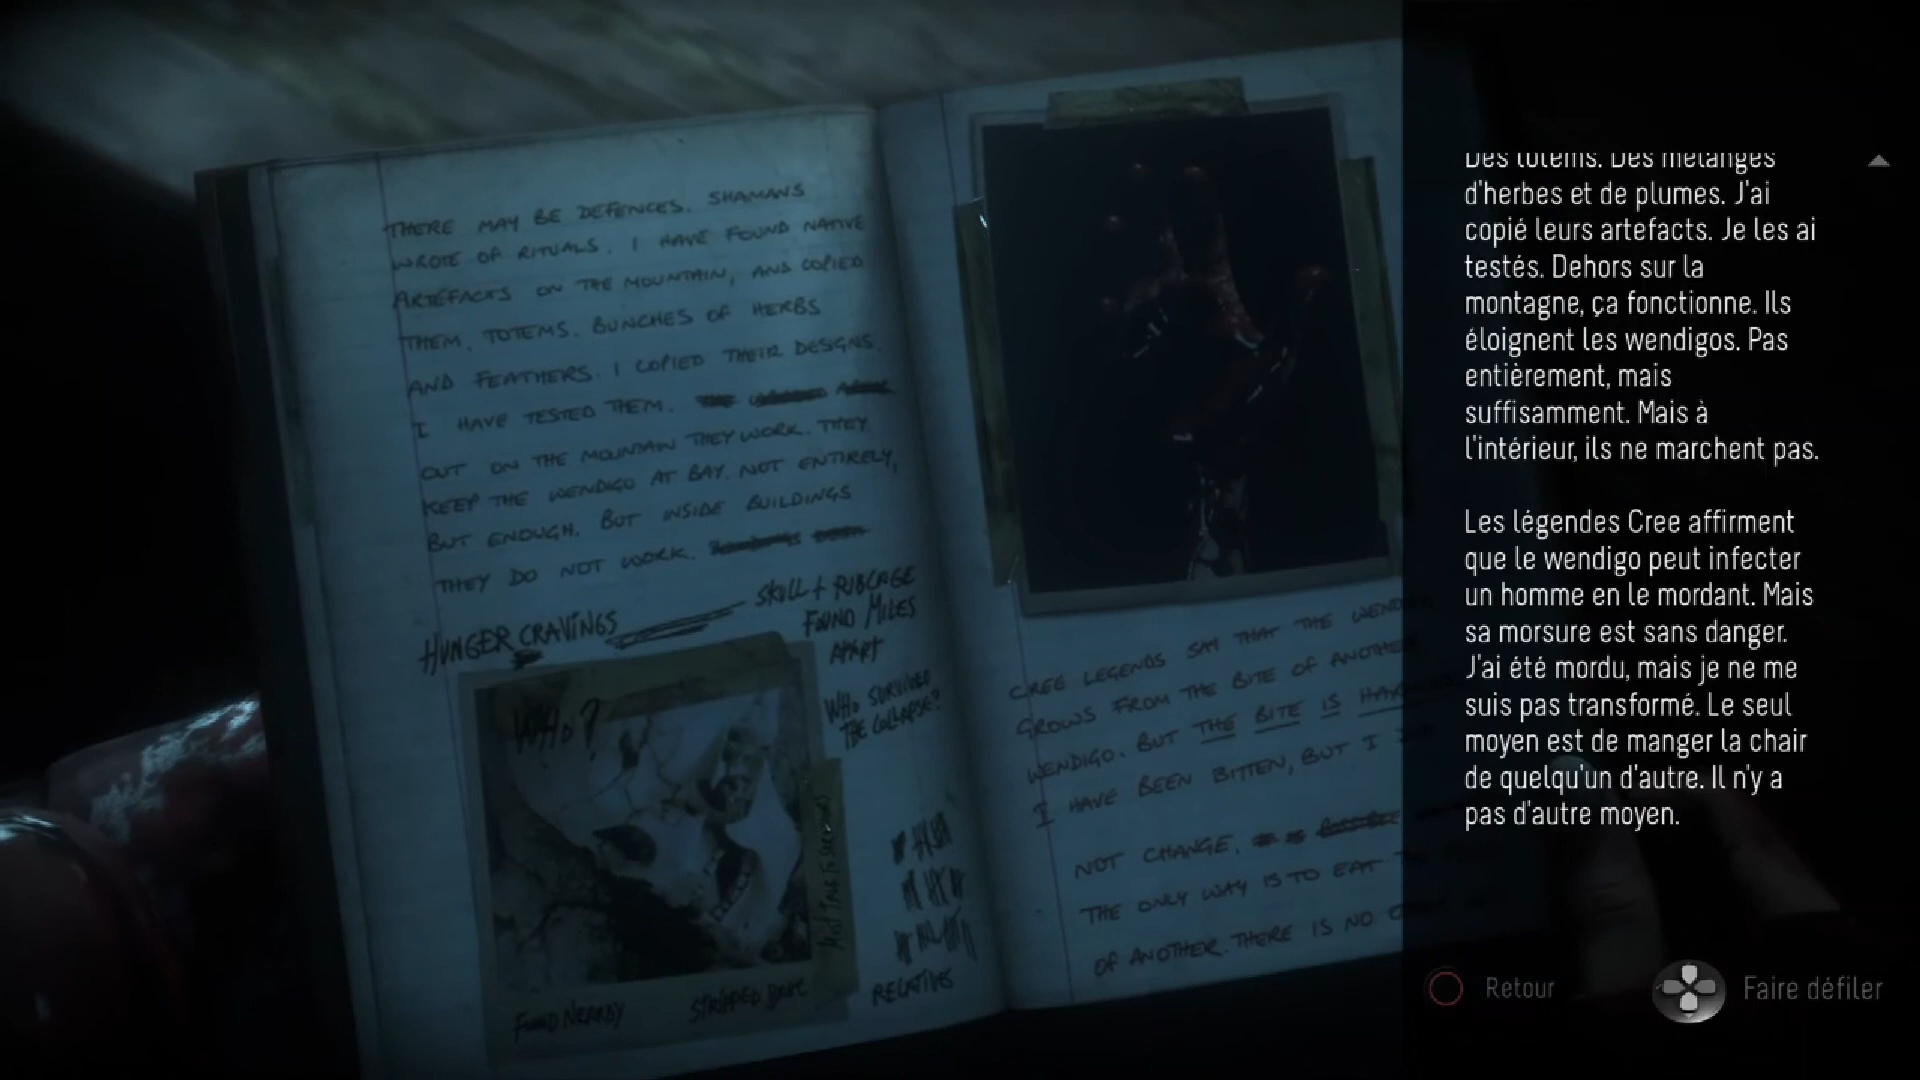 THERE MAY BE DEFENCES. SHAMANS
WROTE OF RITUALS. I HAVE FOUND NATIVE
ARTEFACTS ON THE MOUNTAIN, AND COPIED
THEM. TOTEMS. BUNCHES OF HERBS
AND FEATHERS. I COPIED THEIR DESIGNS.
I HAVE TESTED THEM.
OUT ON THE MOUNTAIN THEY WORK. THEY
KEEP THE WENDIGO AT BAY. NOT ENTIRELY,
BUT ENOUGH. BUT INSIDE BUILDINGS
THEY DO NOT WORK.
HUNGER CRAVINGS
SKULL + RIBCAGE
FOUND MILES
APART
WHO SURVIVED
THE COLLAPSE?
WHO?
FOUND NEARBY
STRIPPED BARE
RELATIVES
CREE LEGENDS SAY THAT THE
GROWS FROM THE BITE OF ANOTHER
WENDIGO. BUT THE BITE IS
I HAVE BEEN BITTEN, BUT I
NOT CHANGE.
THE ONLY WAY IS TO EAT
OF ANOTHER. THERE IS NO
Des totems. Des mélanges
d'herbes et de plumes. J'ai
copié leurs artefacts. Je les ai
testés. Dehors sur la
montagne, ça fonctionne. Ils
éloignent les wendigos. Pas
entièrement, mais
suffisamment. Mais à
l'intérieur, ils ne marchent pas.
Les légendes Cree affirment
que le wendigo peut infecter
un homme en le mordant. Mais
sa morsure est sans danger.
J'ai été mordu, mais je ne me
suis pas transformé. Le seul
moyen est de manger la chair
de quelqu'un d'autre. Il n'y a
pas d'autre moyen.
Retour
Faire défiler